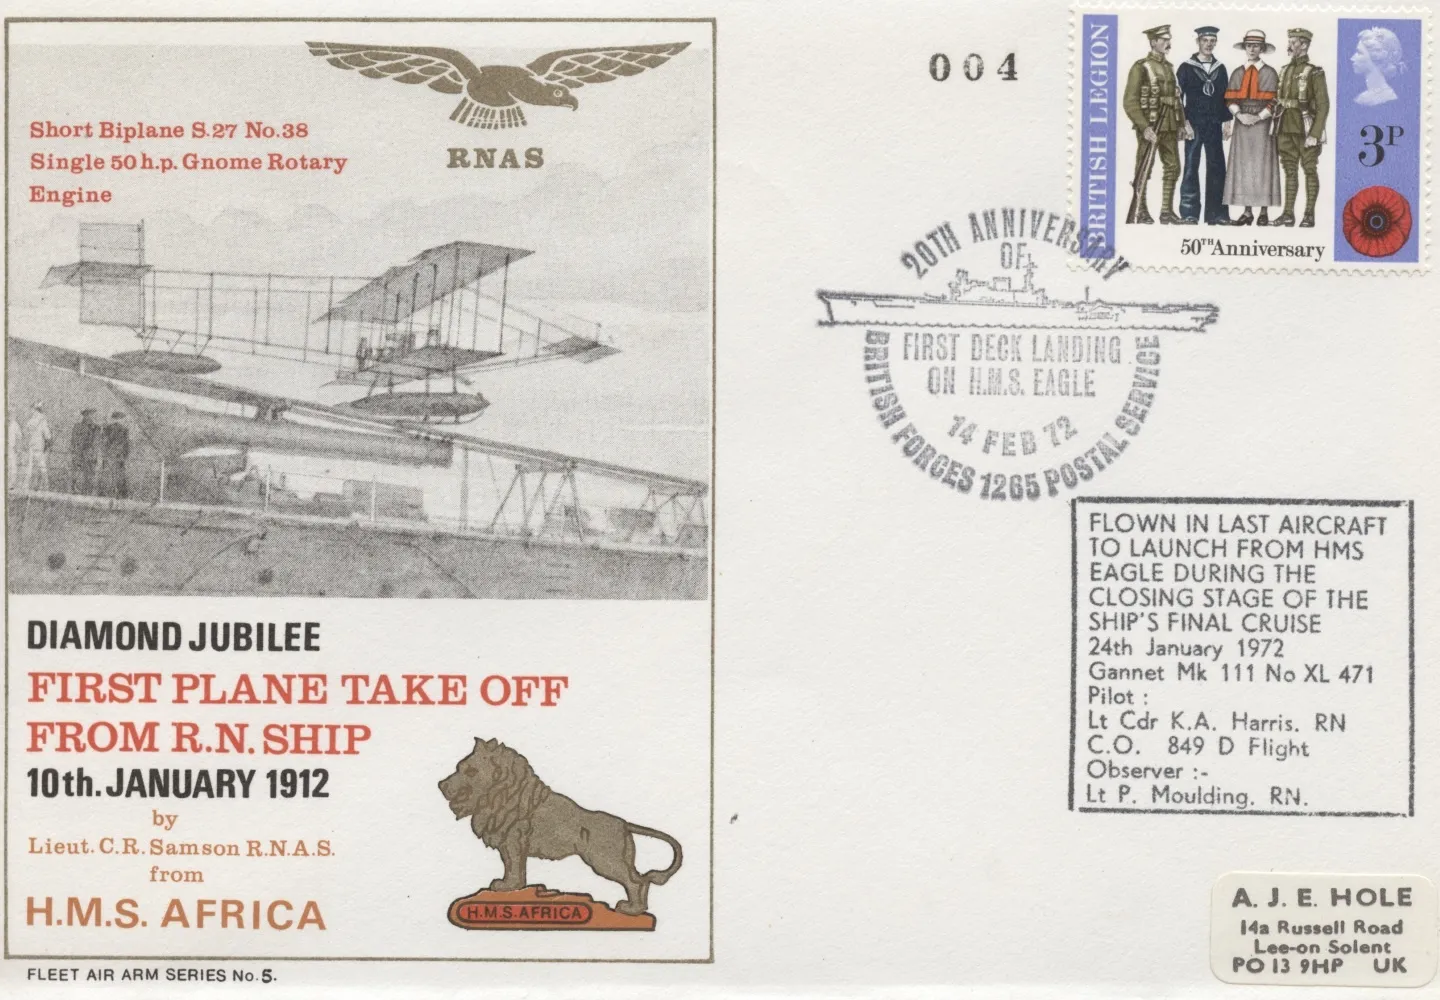 Short Biplane S.27 No.38
Single 50 h.p. Gnome Rotary
Engine
RNAS
DIAMOND JUBILEE
FIRST PLANE TAKE OFF
FROM R.N. SHIP
10th. JANUARY 1912
by
Lieut. C.R. Samson R.N.A.S.
from
H.M.S. AFRICA
H.M.S. AFRICA
FLEET AIR ARM SERIES No. 5.
004
BRITISH LEGION
3P
50TH Anniversary
20TH ANNIVERSARY
OF
FIRST DECK LANDING
ON H.M.S. EAGLE
14 FEB 72
BRITISH FORCES 1265 POSTAL SERVICE
FLOWN IN LAST AIRCRAFT
TO LAUNCH FROM HMS
EAGLE DURING THE
CLOSING STAGE OF THE
SHIP'S FINAL CRUISE
24th January 1972
Gannet Mk 111 No XL 471
Pilot :
Lt Cdr K.A. Harris. RN
C.O. 849 D Flight
Observer :-
Lt P. Moulding. RN.
A. J. E. HOLE
14a Russell Road
Lee-on Solent
PO 13 9HP UK